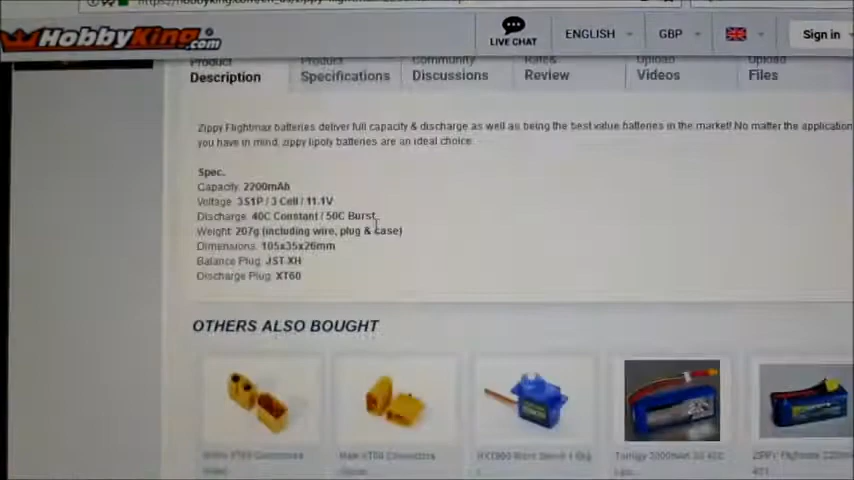 HobbyKing.com
LIVE CHAT
ENGLISH
GBP
Sign in
Product
Description
Product
Specifications
Community
Discussions
Rate &
Review
Upload
Videos
Upload
Files
Zippy Flightmax batteries deliver full capacity & discharge as well as being the best value batteries in the market! No matter the application
you have in mind, zippy lipoly batteries are an ideal choice.
Spec.
Capacity: 2200mAh
Voltage: 3S1P / 3 Cell / 11.1V
Discharge: 40C Constant / 50C Burst
Weight: 207g (including wire, plug & case)
Dimensions: 105x35x26mm
Balance Plug: JST-XH
Discharge Plug: XT60
OTHERS ALSO BOUGHT